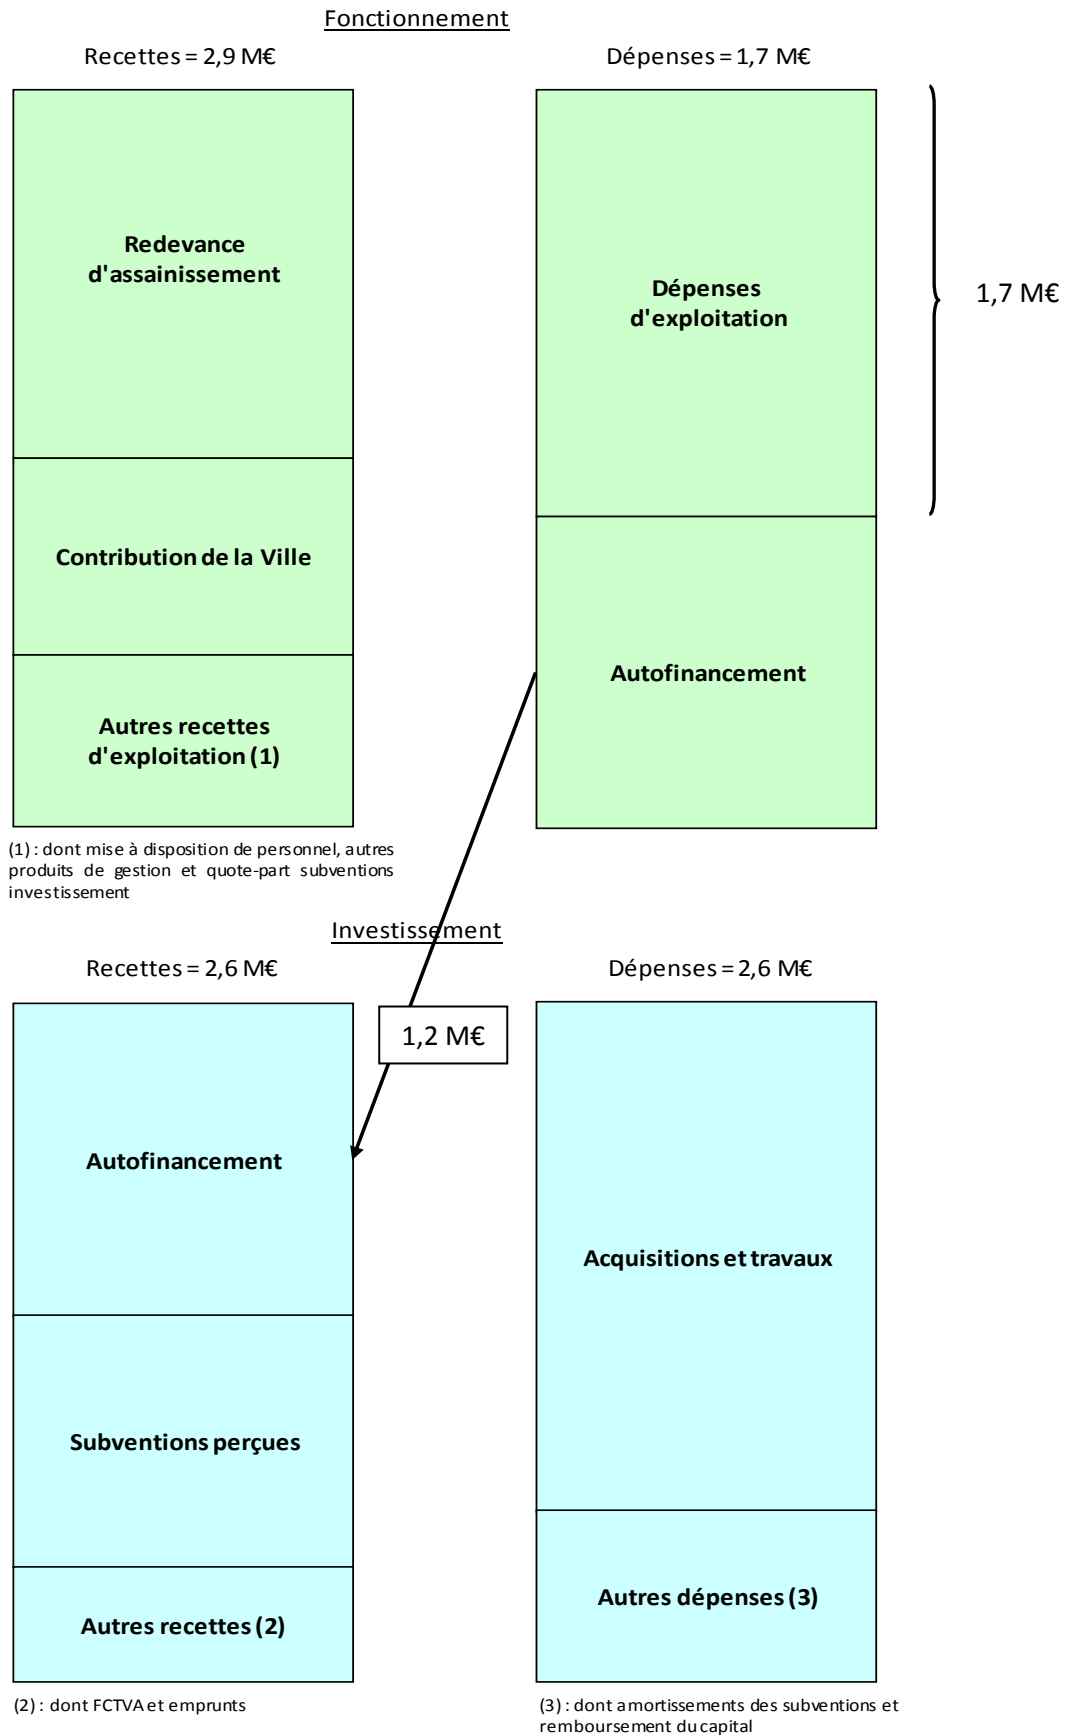 Fonctionnement
Recettes = 2,9 M€
Dépenses = 1,7 M€
Redevance
d'assainissement
Dépenses
d'exploitation
1,7 M€
Contribution de la Ville
Autofinancement
Autres recettes
d'exploitation (1)
(1) : dont mise à disposition de personnel, autres
produits de gestion et quote-part subventions
investissement
Investissement
Recettes = 2,6 M€
Dépenses = 2,6 M€
1,2 M€
Autofinancement
Acquisitions et travaux
Subventions perçues
Autres dépenses (3)
Autres recettes (2)
(2) : dont FCTVA et emprunts
(3) : dont amortissements des subventions et
remboursement du capital